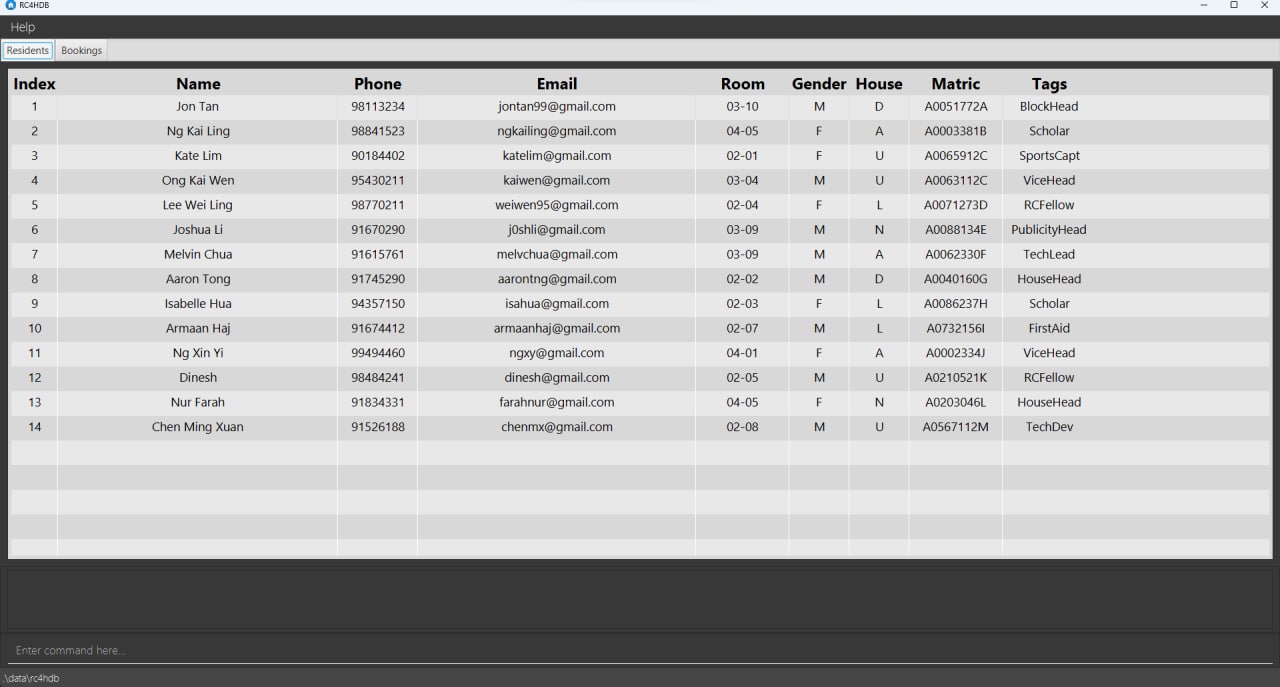 RC4HDB
Help
Residents Bookings
Index Name Phone Email Room Gender House Matric Tags
1 Jon Tan 98113234 jontan99@gmail.com 03-10 M D A0051772A BlockHead
2 Ng Kai Ling 98841523 ngkailing@gmail.com 04-05 F A A0003381B Scholar
3 Kate Lim 90184402 katelim@gmail.com 02-01 F U A0065912C SportsCapt
4 Ong Kai Wen 95430211 kaiwen@gmail.com 03-04 M U A0063112C ViceHead
5 Lee Wei Ling 98770211 weiwen95@gmail.com 02-04 F L A0071273D RCFellow
6 Joshua Li 91670290 j0shli@gmail.com 03-09 M N A0088134E PublicityHead
7 Melvin Chua 91615761 melvchua@gmail.com 03-09 M A A0062330F TechLead
8 Aaron Tong 91745290 aarontng@gmail.com 02-02 M D A0040160G HouseHead
9 Isabelle Hua 94357150 isahua@gmail.com 02-03 F L A0086237H Scholar
10 Armaan Haj 91674412 armaanhaj@gmail.com 02-07 M L A0732156I FirstAid
11 Ng Xin Yi 99494460 ngxy@gmail.com 04-01 F A A0002334J ViceHead
12 Dinesh 98484241 dinesh@gmail.com 02-05 M U A0210521K RCFellow
13 Nur Farah 91834331 farahnur@gmail.com 04-05 F N A0203046L HouseHead
14 Chen Ming Xuan 91526188 chenmx@gmail.com 02-08 M U A0567112M TechDev
Enter command here...
.\data\rc4hdb